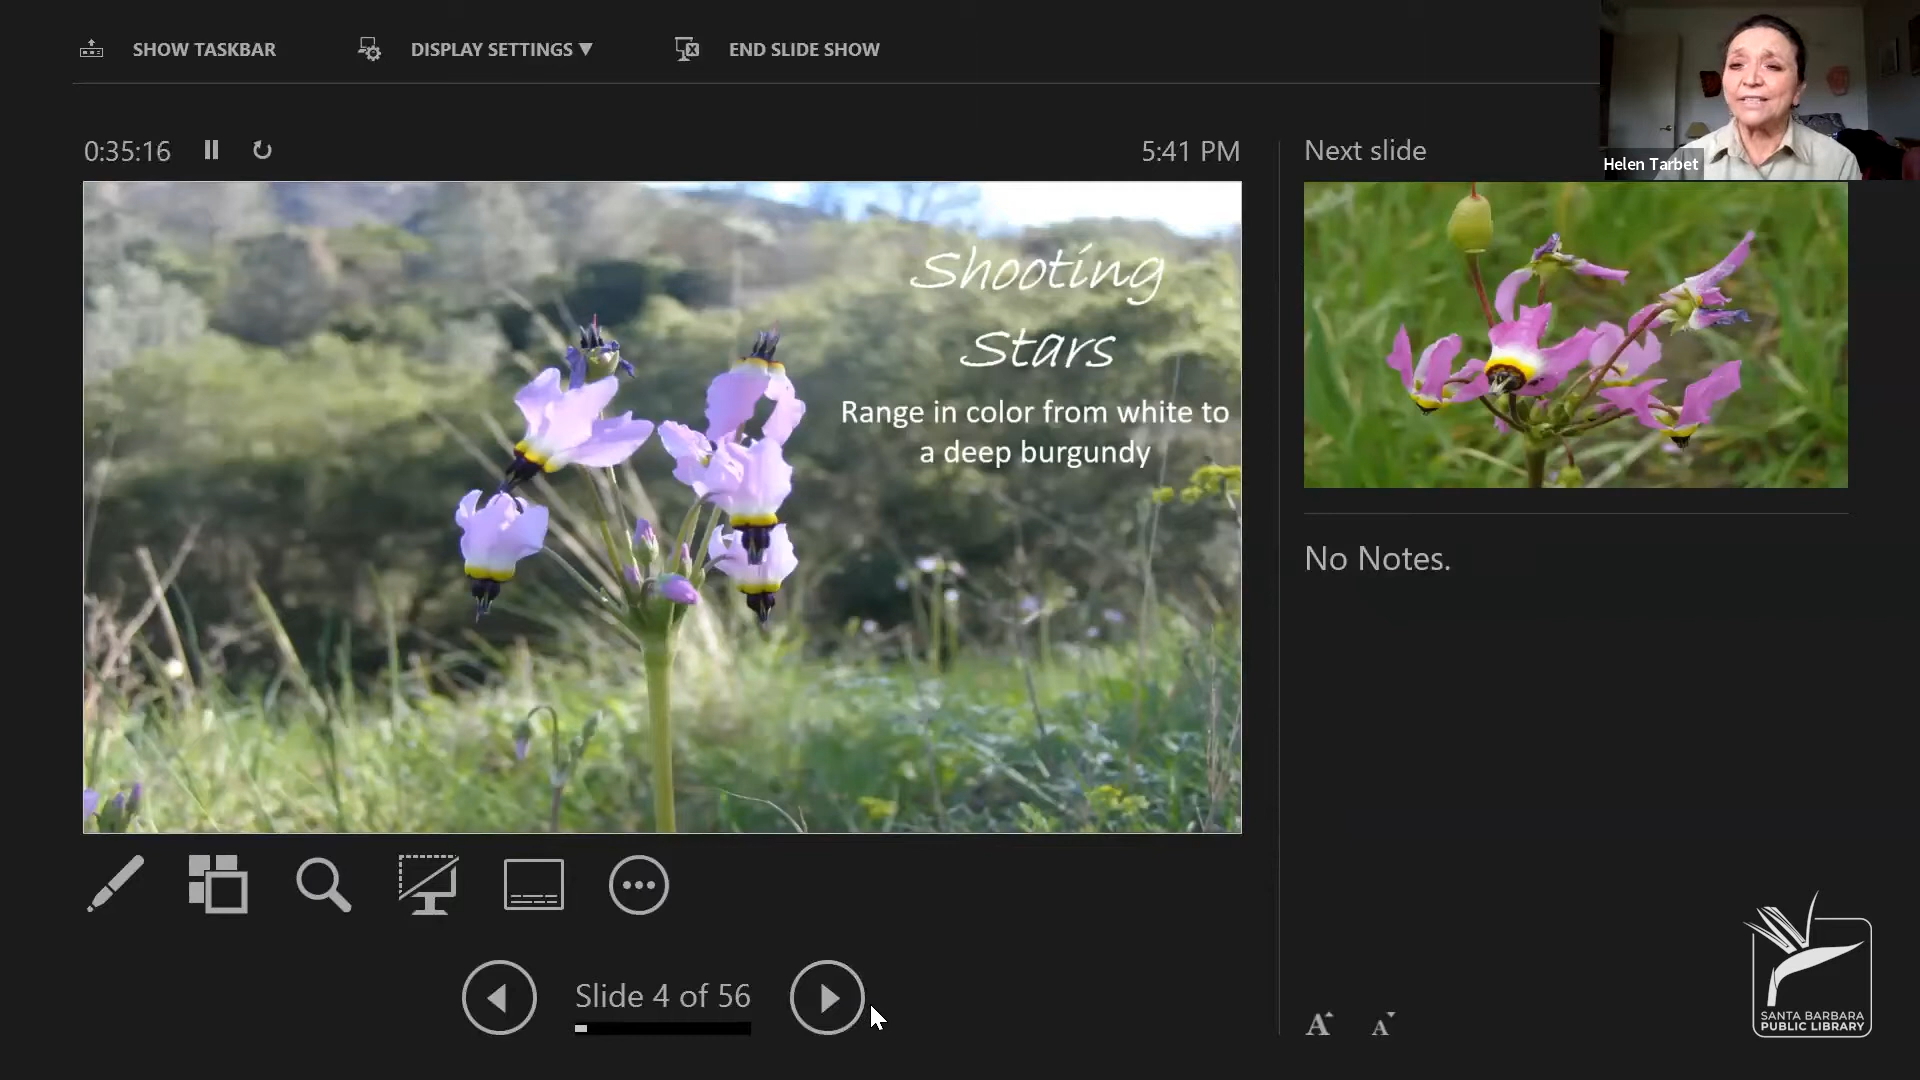 SHOW TASKBAR
DISPLAY SETTINGS ▼
END SLIDE SHOW
Helen Tarbet
0:35:16
5:41 PM
Next slide
Shooting
Stars
Range in color from white to
a deep burgundy
No Notes.
Slide 4 of 56
A
A
SANTA BARBARA
PUBLIC LIBRARY